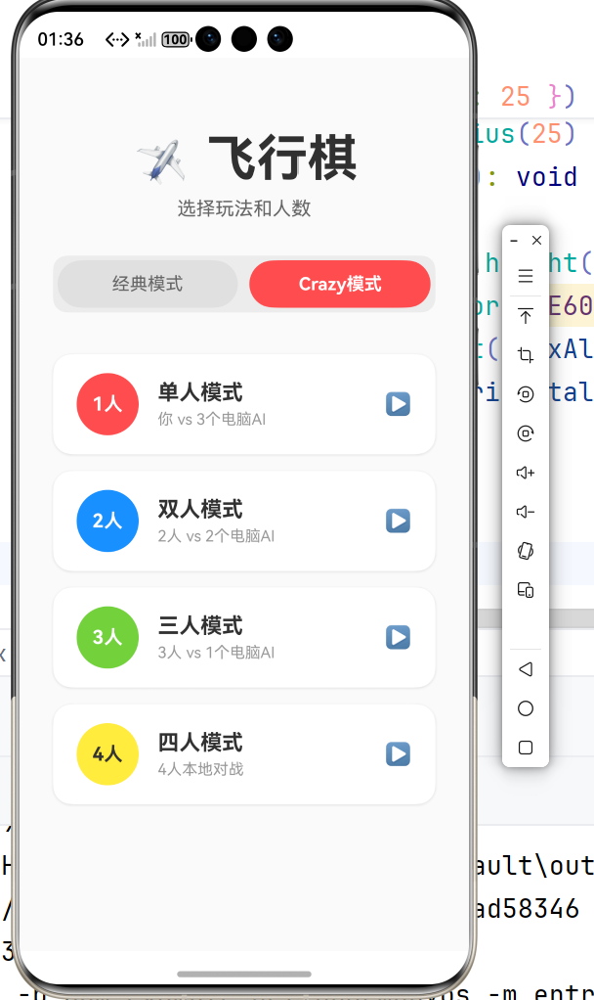 01:36
100
飞行棋
选择玩法和人数
经典模式
Crazy模式
1人
单人模式
你 vs 3个电脑AI
2人
双人模式
2人 vs 2个电脑AI
3人
三人模式
3人 vs 1个电脑AI
4人
四人模式
4人本地对战
: 25 })
ius(25)
): void
ht(
E60
xAl
tal
ault\out
ad58346
-m entr